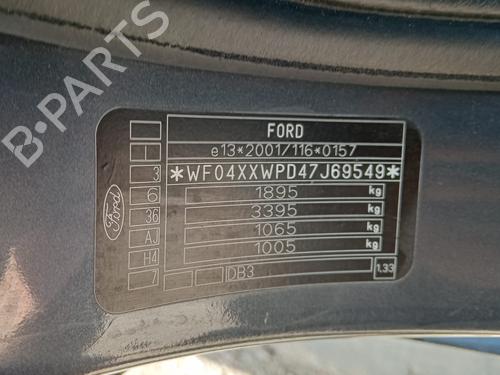 B-PARTS
FORD
e13*2001/116*0157
3 *WF04XXWPD47J69549*
6 1895 kg
36 3395 kg
AJ 1065 kg
H4 1005 kg
7 DB3 1.33
Ford